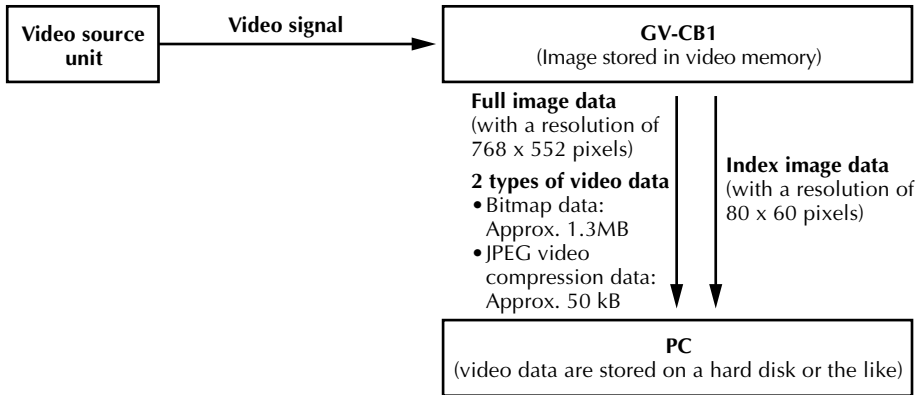 Video source
unit
Video signal
GV-CB1
(Image stored in video memory)
Full image data
(with a resolution of
768 x 552 pixels)
2 types of video data
•Bitmap data:
Approx. 1.3MB
•JPEG video
compression data:
Approx. 50 kB
Index image data
(with a resolution of
80 x 60 pixels)
PC
(video data are stored on a hard disk or the like)